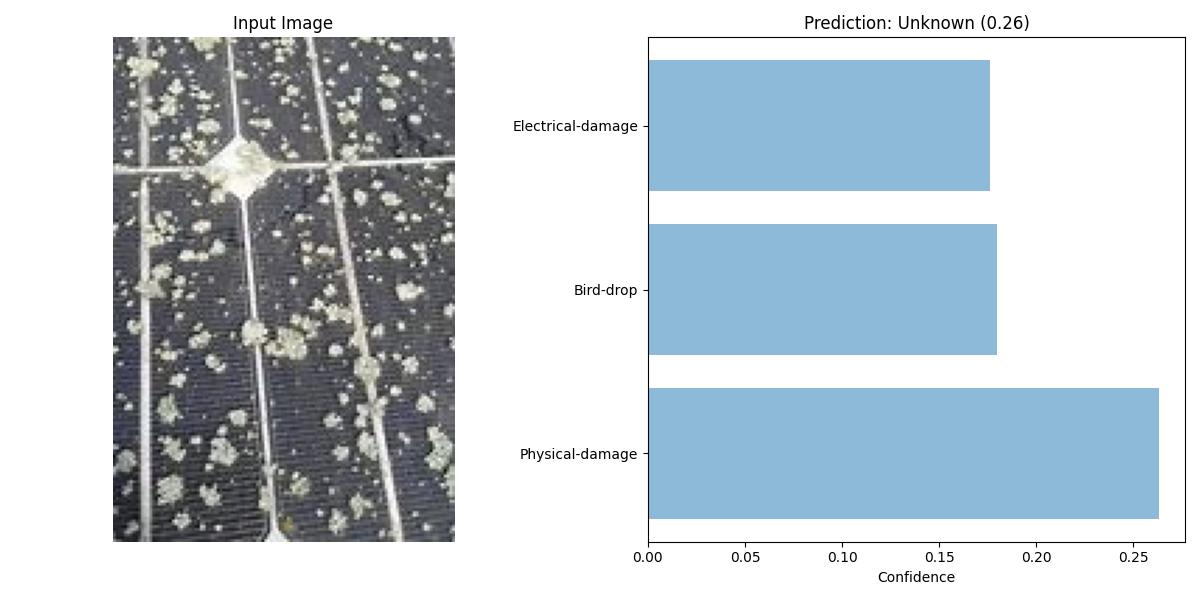 Input Image
Prediction: Unknown (0.26)
Electrical-damage
Bird-drop
Physical-damage
0.00 0.05 0.10 0.15 0.20 0.25
Confidence